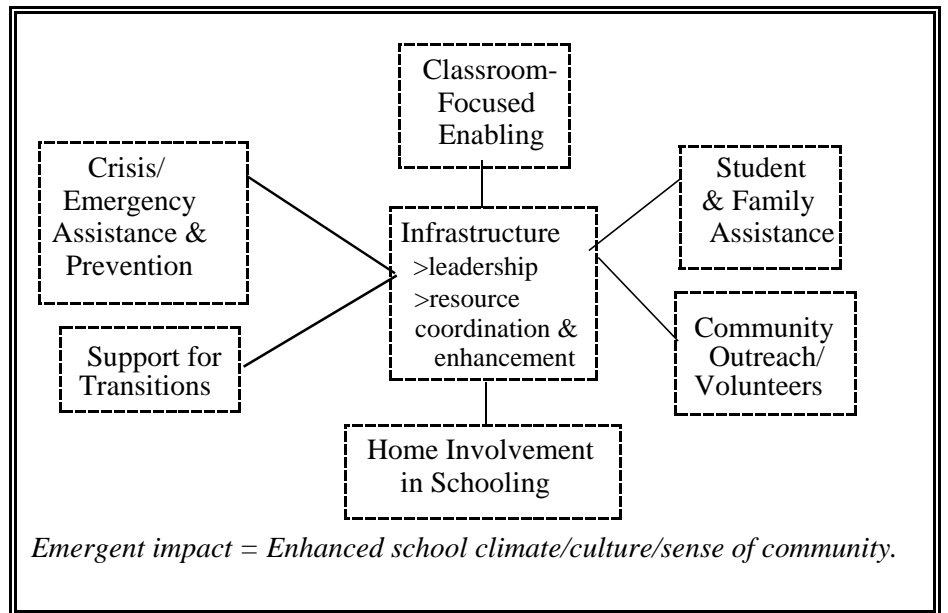 Classroom-
Focused
Enabling
Crisis/
Emergency
Assistance &
Prevention
Student
& Family
Assistance
Infrastructure
>leadership
>resource
coordination &
enhancement
Support for
Transitions
Community
Outreach/
Volunteers
Home Involvement
in Schooling
Emergent impact = Enhanced school climate/culture/sense of community.